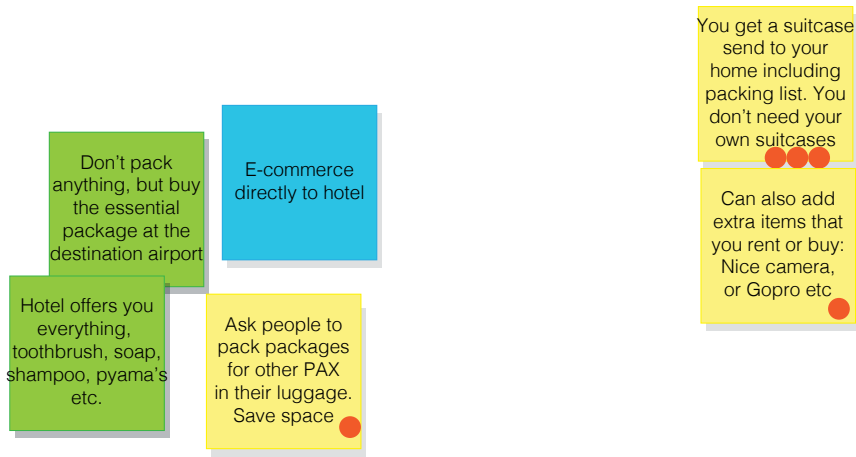 Don't pack
anything, but buy
the essential
package at the
destination airport
E-commerce
directly to hotel
Hotel offers you
everything,
toothbrush, soap,
shampoo, pyama's
etc.
Ask people to
pack packages
for other PAX
in their luggage.
Save space
You get a suitcase
send to your
home including
packing list. You
don't need your
own suitcases
Can also add
extra items that
you rent or buy:
Nice camera,
or Gopro etc